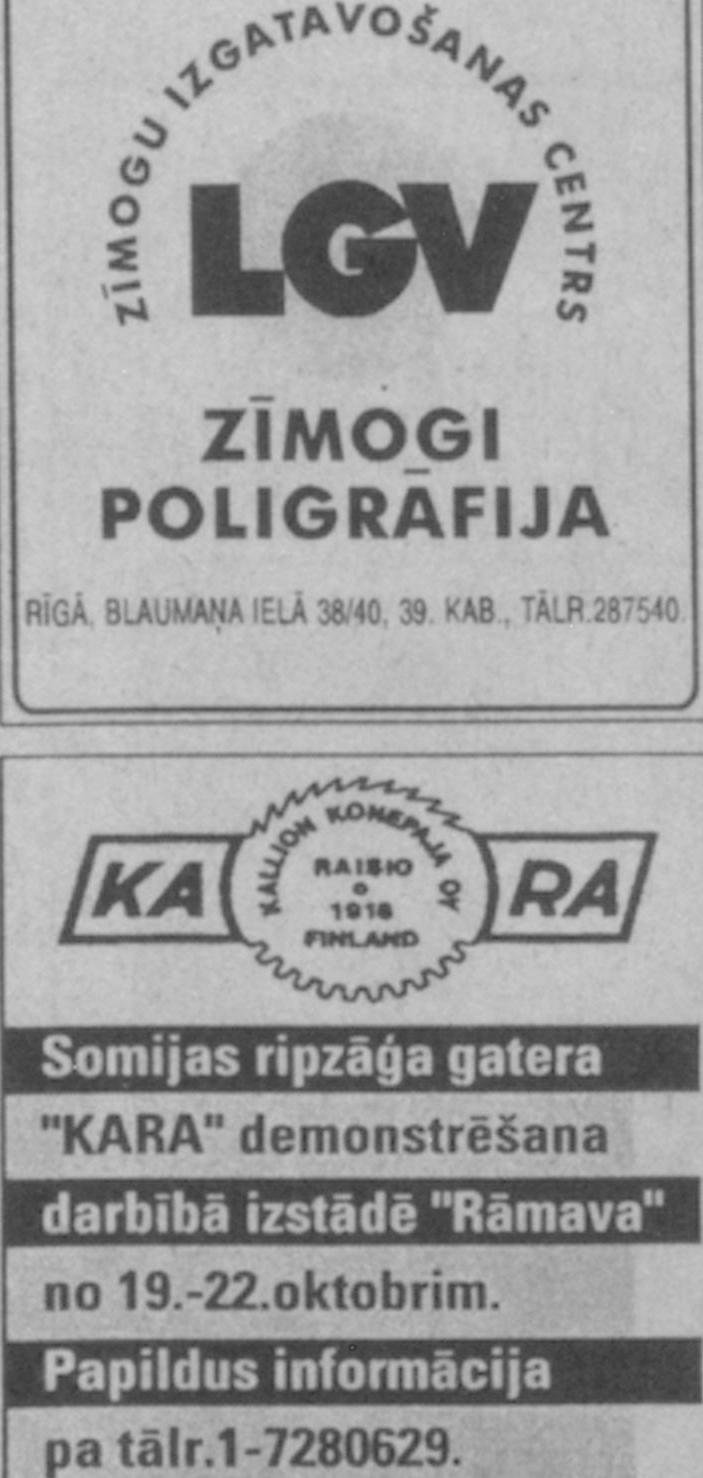 ZĪMOGU IZGATAVOŠANAS CENTRS
LGV
ZĪMOGI
POLIGRĀFIJA
RĪGĀ, BLAUMAŅA IELĀ 38/40, 39. KAB., TĀLR.287540.
KA RA
KALLION KONEPAJA OY
RAISIO
1918
FINLAND
Somijas ripzāģa gatera
"KARA" demonstrēšana
darbībā izstādē "Rāmava"
no 19.-22.oktobrim.
Papildus informācija
pa tālr.1-7280629.